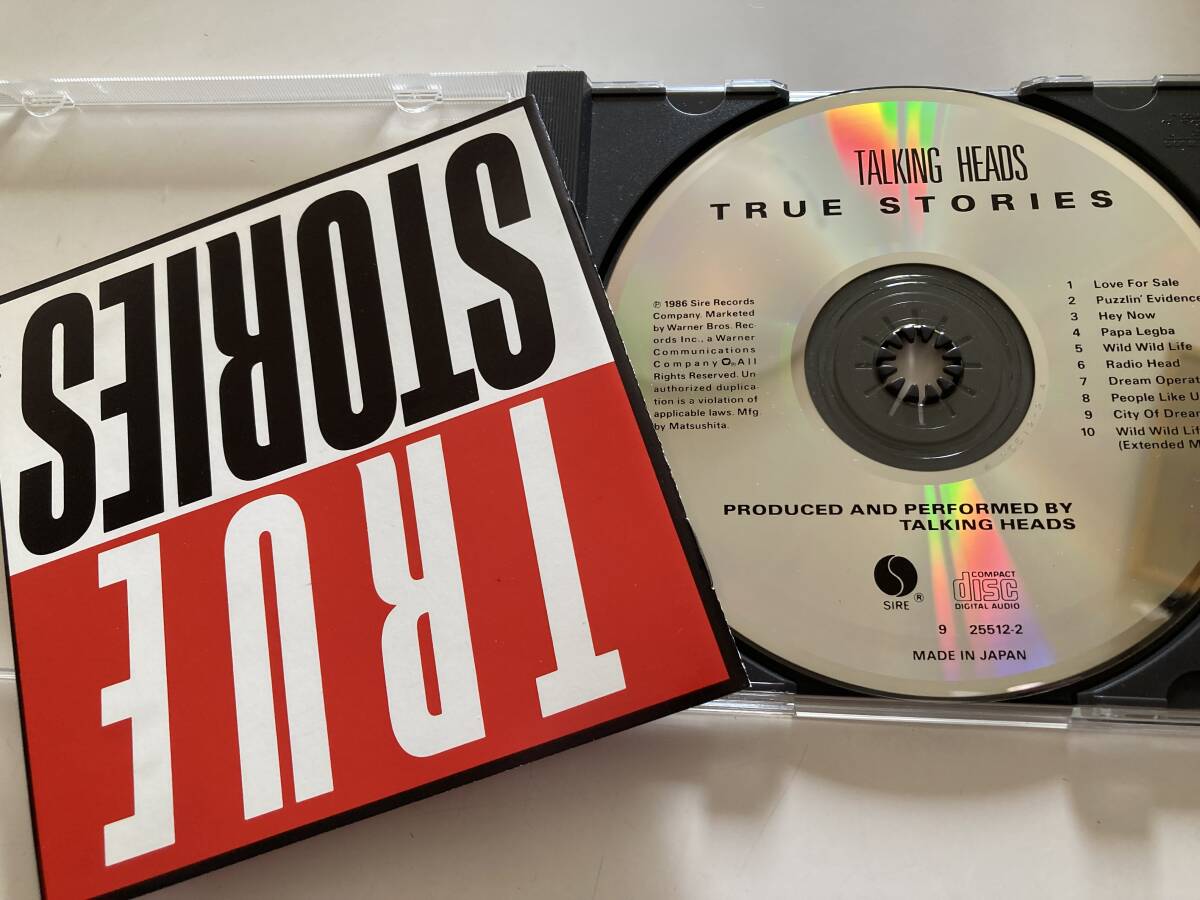 STORIES
TRUE
TALKING HEADS
TRUE STORIES
℗ 1986 Sire Records
Company. Marketed
by Warner Bros. Rec
ords Inc., a Warner
Communications
Company All
Rights Reserved. Un
authorized duplica
tion is a violation of
applicable laws. Mfg
by Matsushita.
1 Love For Sale
2 Puzzlin' Evidence
3 Hey Now
4 Papa Legba
5 Wild Wild Life
6 Radio Head
7 Dream Operat
8 People Like U
9 City Of Dream
10 Wild Wild Lif
(Extended M
PRODUCED AND PERFORMED BY
TALKING HEADS
SIRE ®
COMPACT
disc
DIGITAL AUDIO
9 25512-2
MADE IN JAPAN